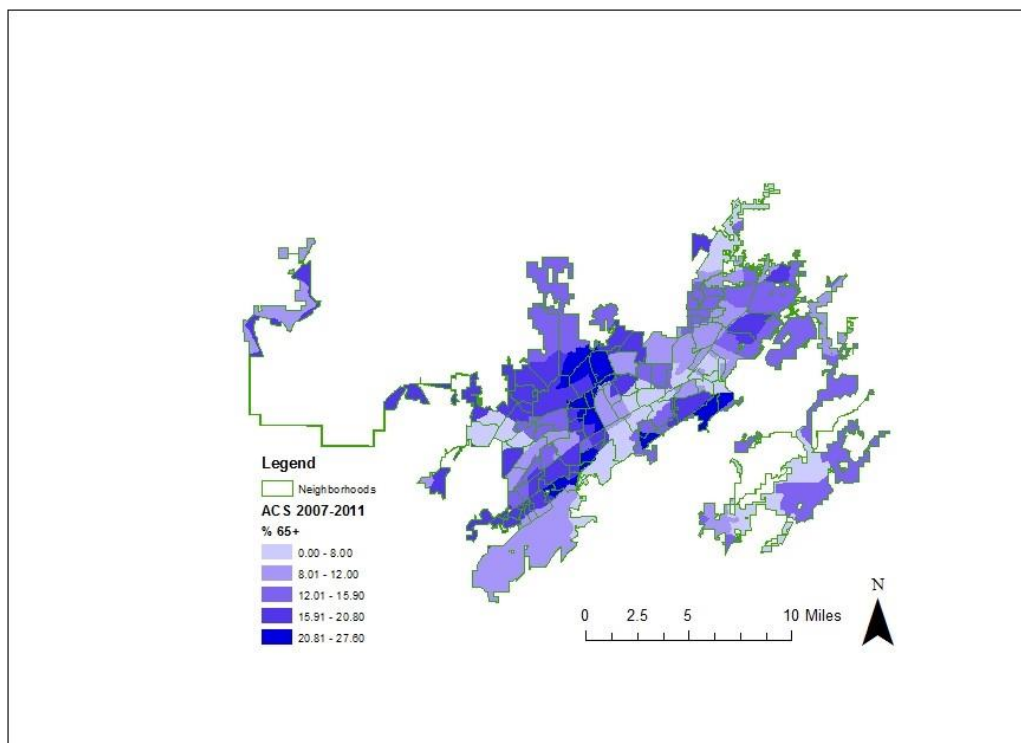 Legend
Neighborhoods
ACS 2007-2011
% 65+
0.00 - 8.00
8.01 - 12.00
12.01 - 15.90
15.91 - 20.80
20.81 - 27.60
0 2.5 5 10 Miles
N